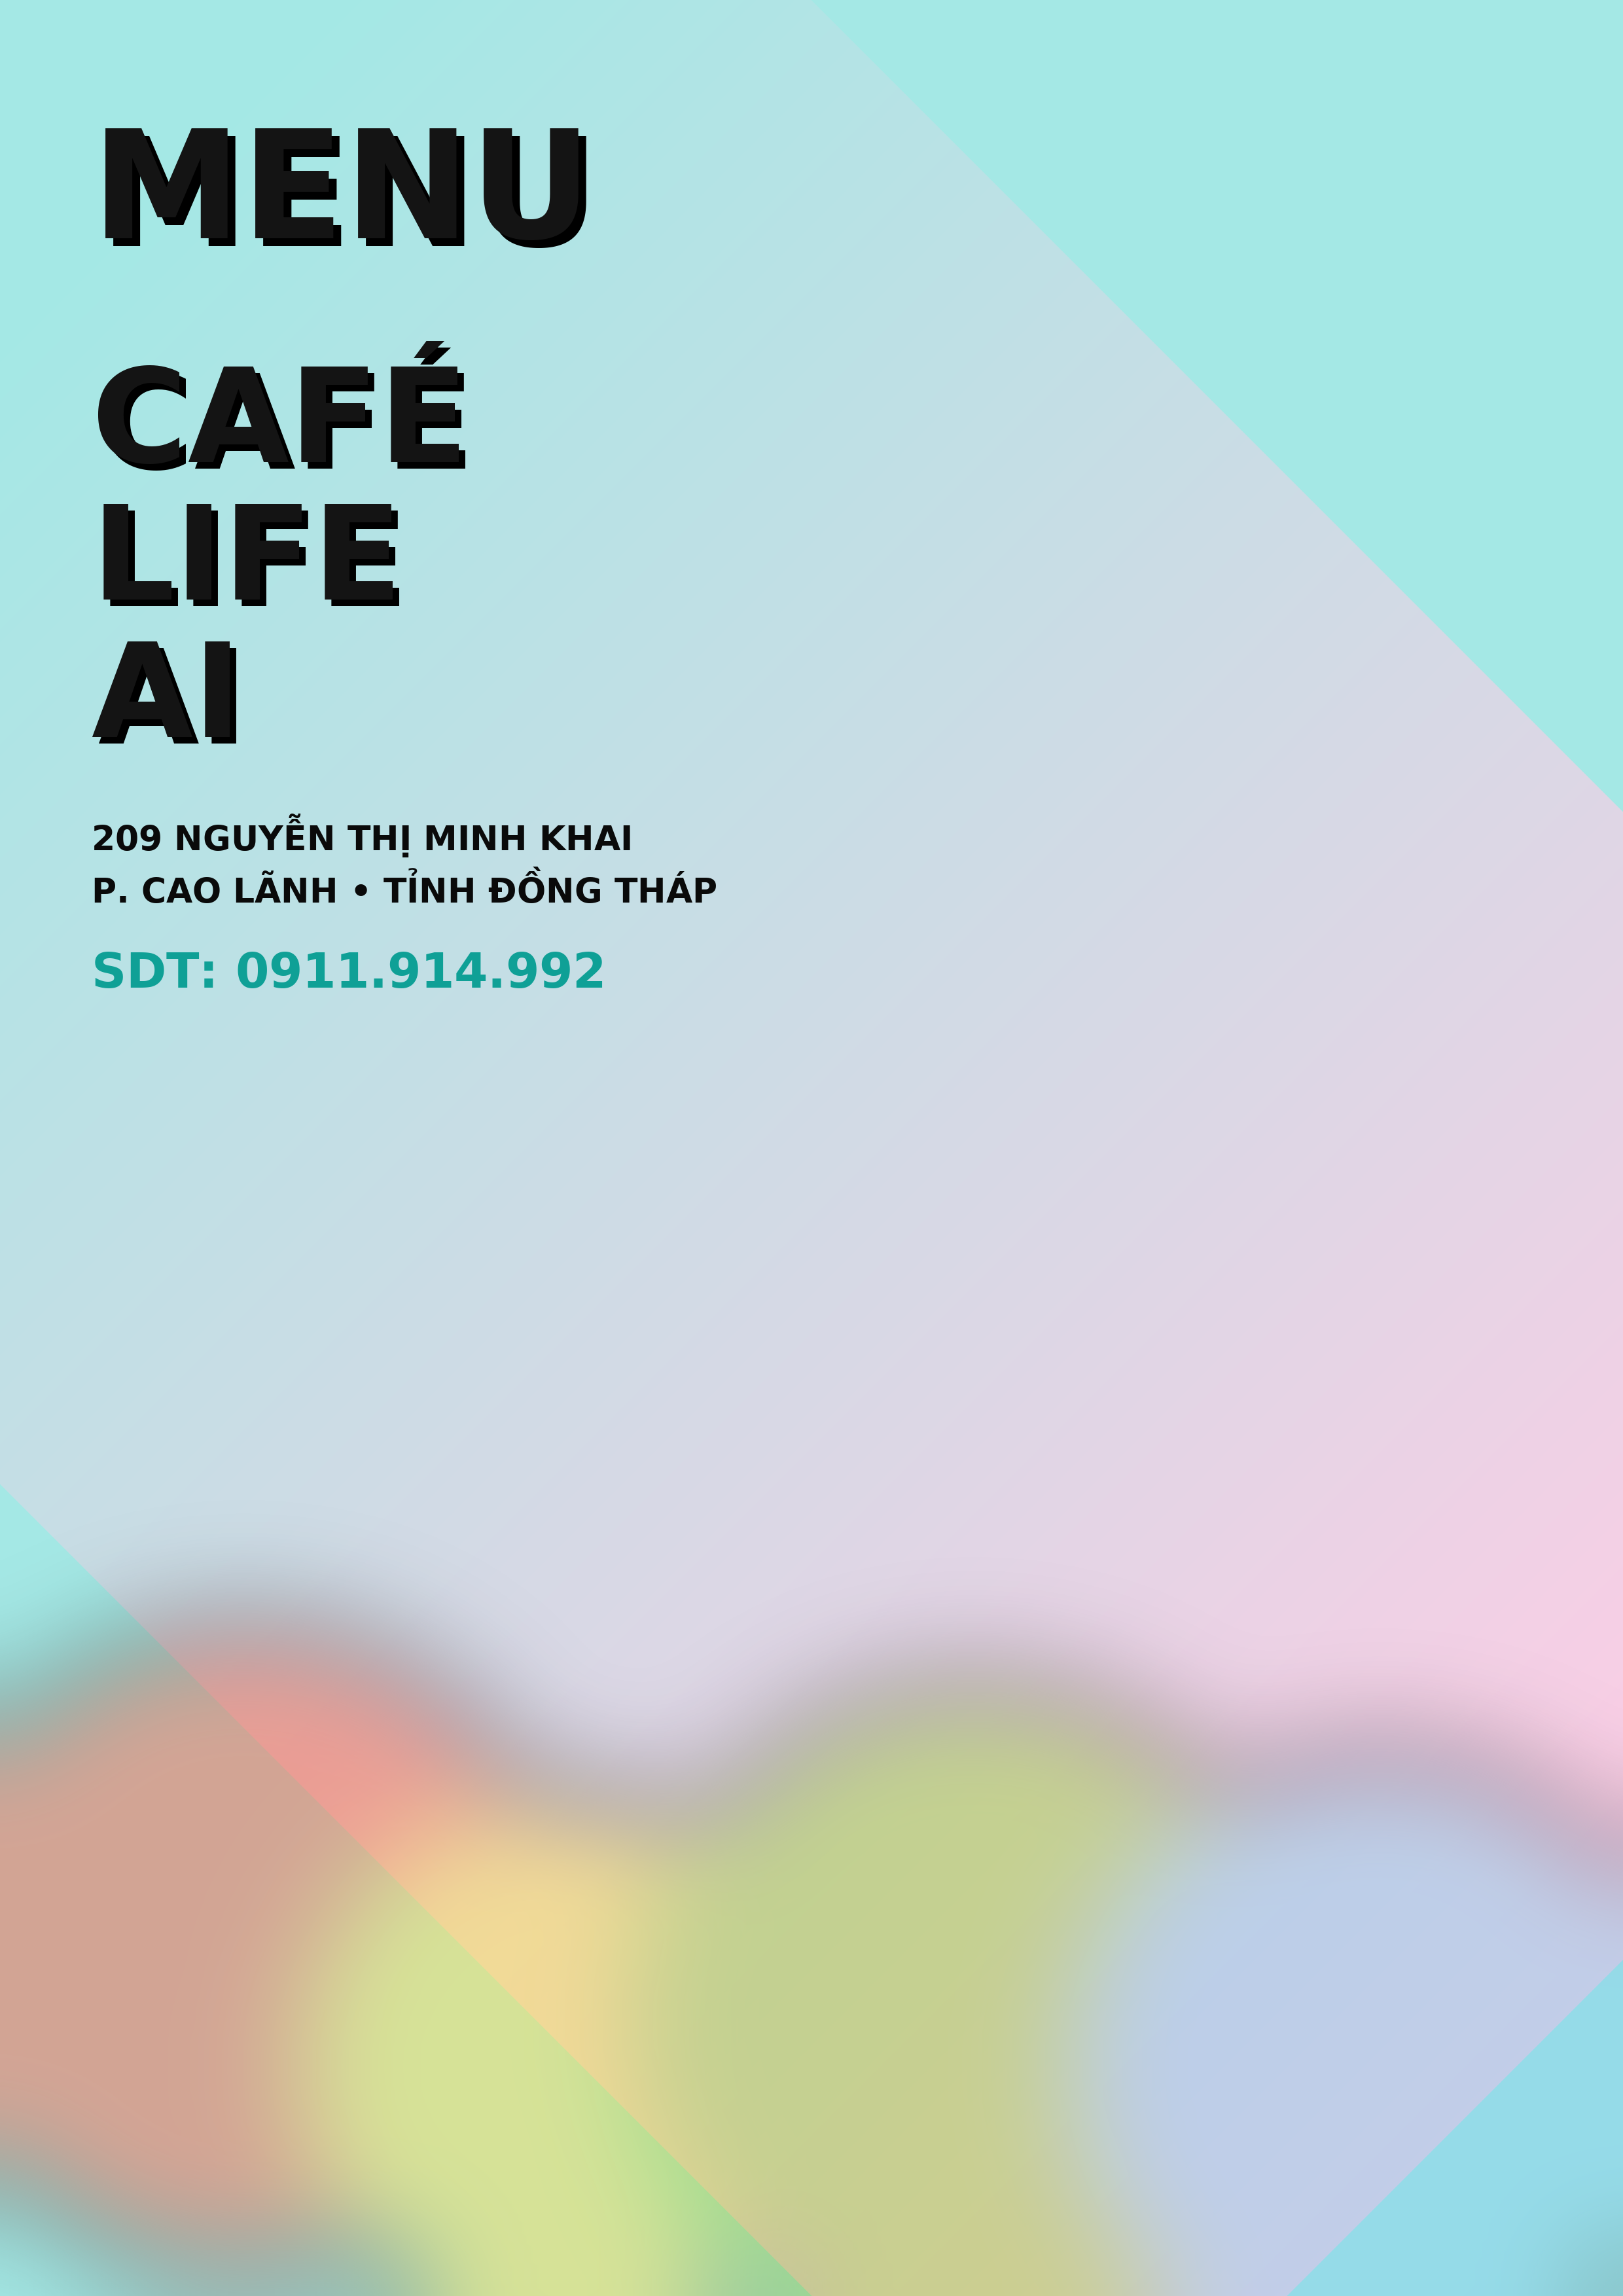 MENU
CAFÉ
LIFE
AI
209 NGUYỄN THỊ MINH KHAI
P. CAO LÃNH • TỈNH ĐỒNG THÁP
SDT: 0911.914.992